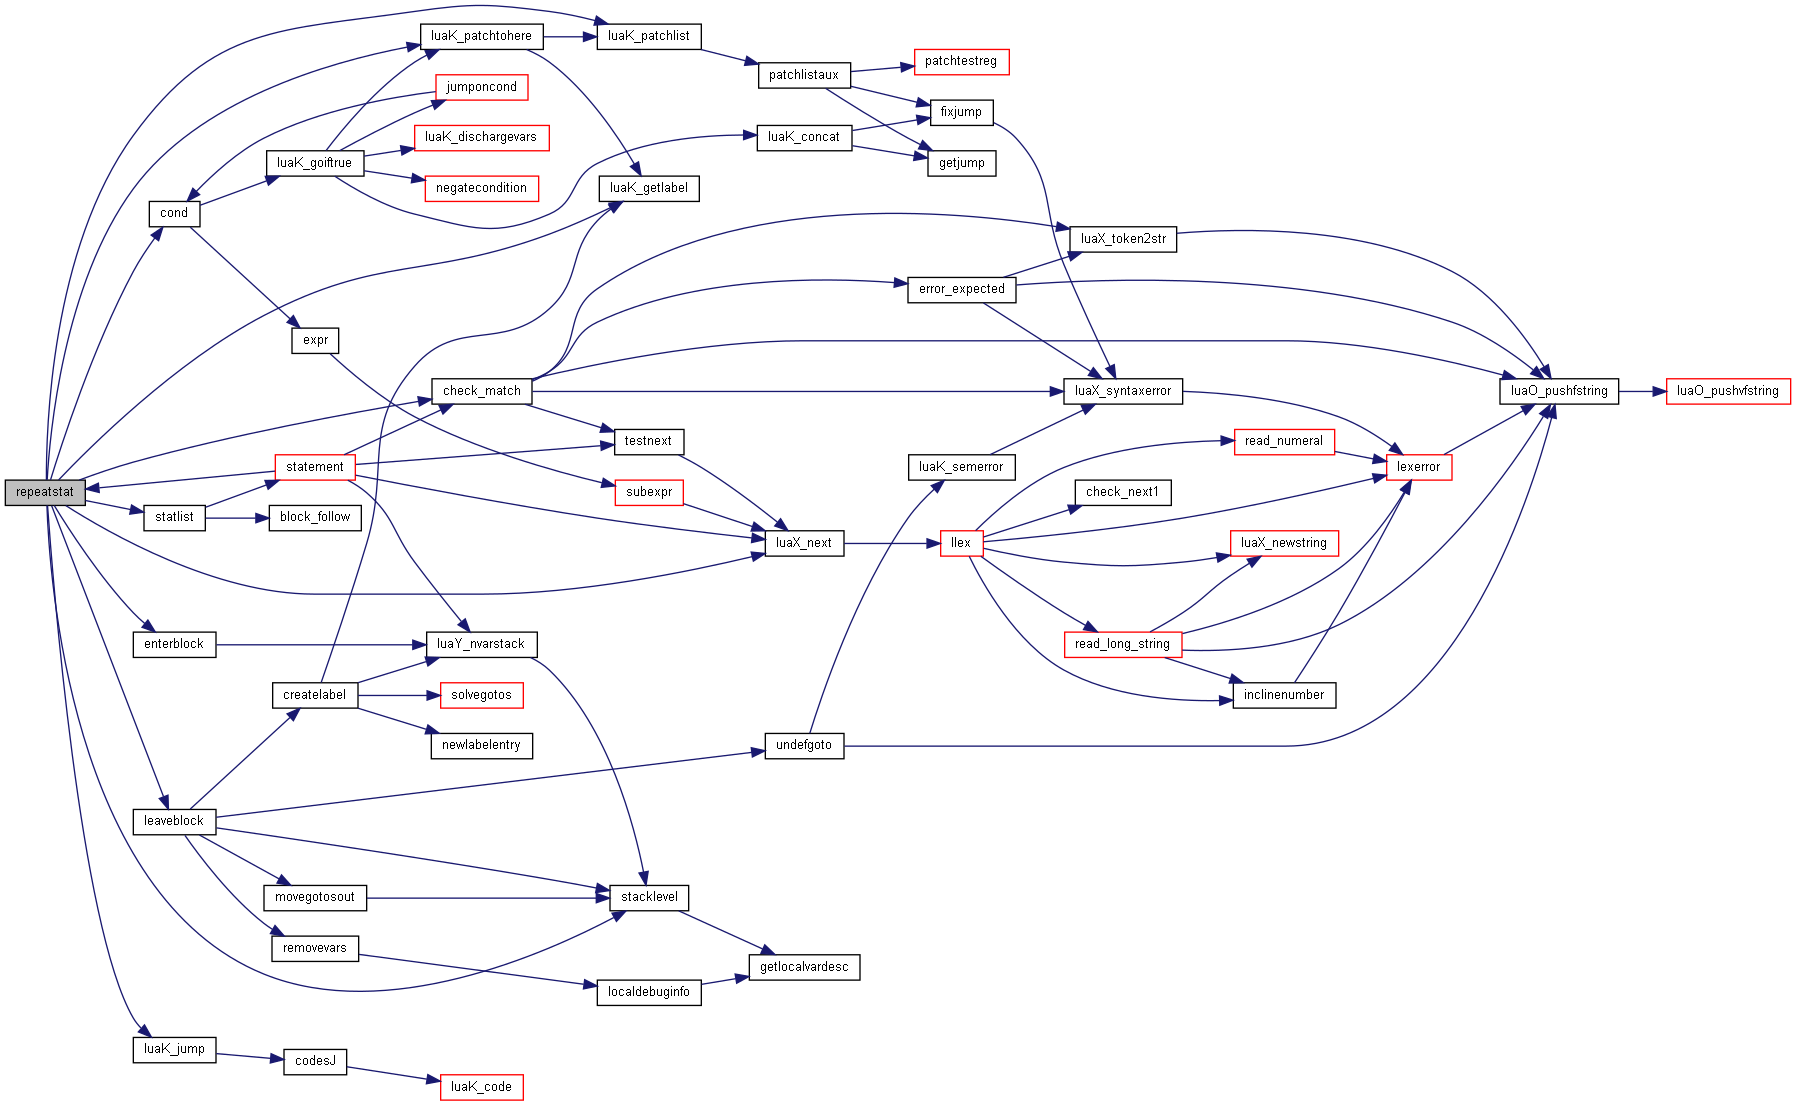 repeatstat
luaK_patchtohere
jumponcond
luaK_dischargevars
luaK_goiftrue
negatecondition
cond
expr
check_match
statement
statlist
block_follow
enterblock
luaY_nvarstack
createlabel
solvegotos
newlabelentry
leaveblock
movegotosout
removevars
luaK_jump
codesJ
luaK_code
luaK_patchlist
luaK_getlabel
testnext
subexpr
stacklevel
localdebuginfo
patchlistaux
luaK_concat
luaX_next
undefgoto
getlocalvardesc
patchtestreg
fixjump
getjump
error_expected
luaK_semerror
llex
luaX_token2str
luaX_syntaxerror
check_next1
read_long_string
read_numeral
luaX_newstring
inclinenumber
lexerror
luaO_pushfstring
luaO_pushvfstring